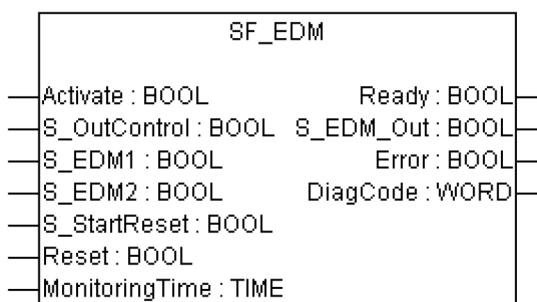 SF_EDM
Activate : BOOL Ready : BOOL
S_OutControl : BOOL S_EDM_Out : BOOL
S_EDM1 : BOOL Error : BOOL
S_EDM2 : BOOL DiagCode : WORD
S_StartReset : BOOL
Reset : BOOL
MonitoringTime : TIME